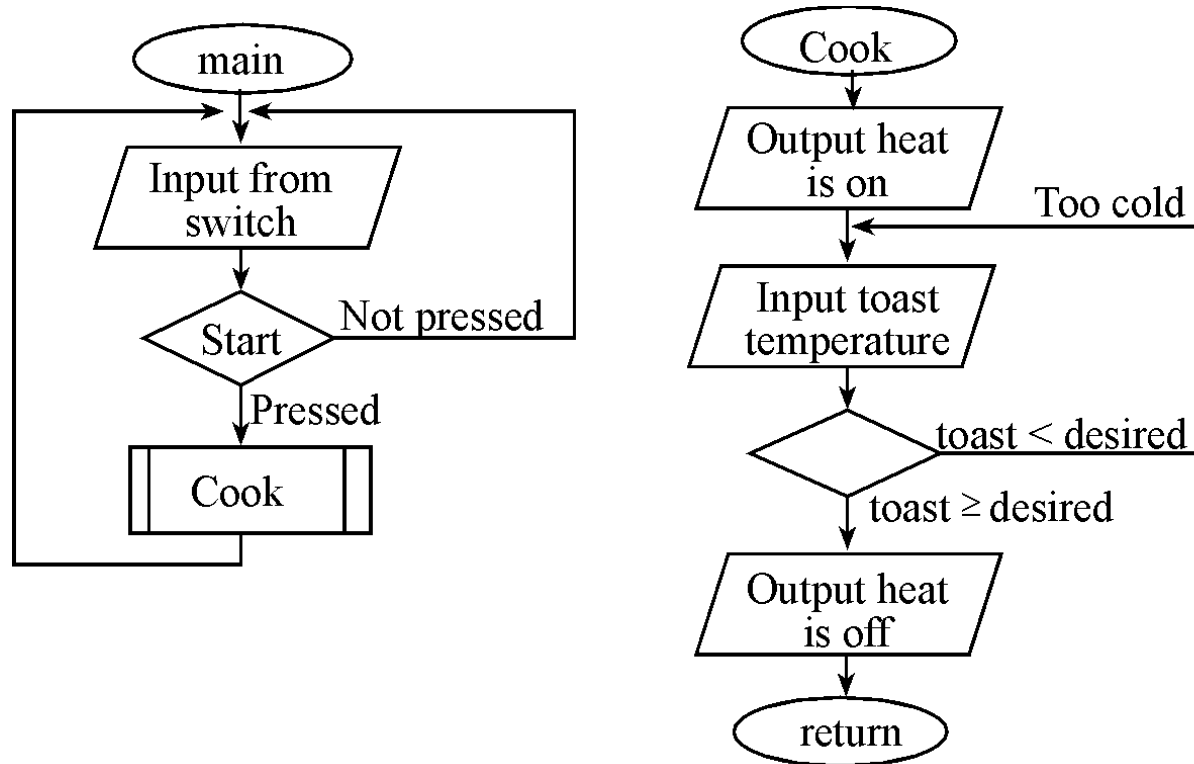 main
Input from
switch
Start
Not pressed
Pressed
Cook
Cook
Output heat
is on
Too cold
Input toast
temperature
toast < desired
toast ≥ desired
Output heat
is off
return